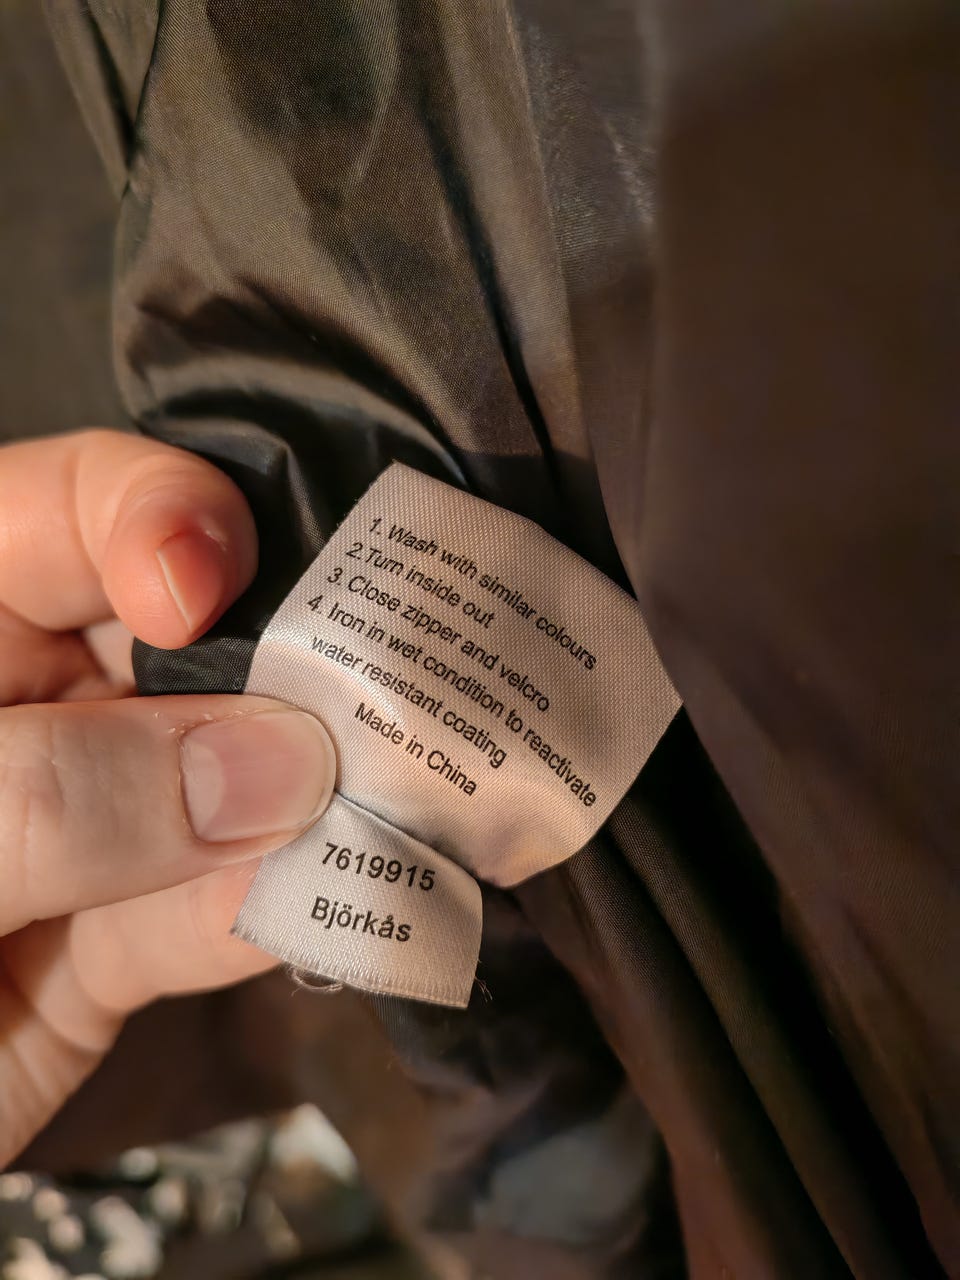 1. Wash with similar colours
2.Turn inside out
3. Close zipper and velcro
4. Iron in wet condition to reactivate
water resistant coating
Made in China
7619915
Björkås